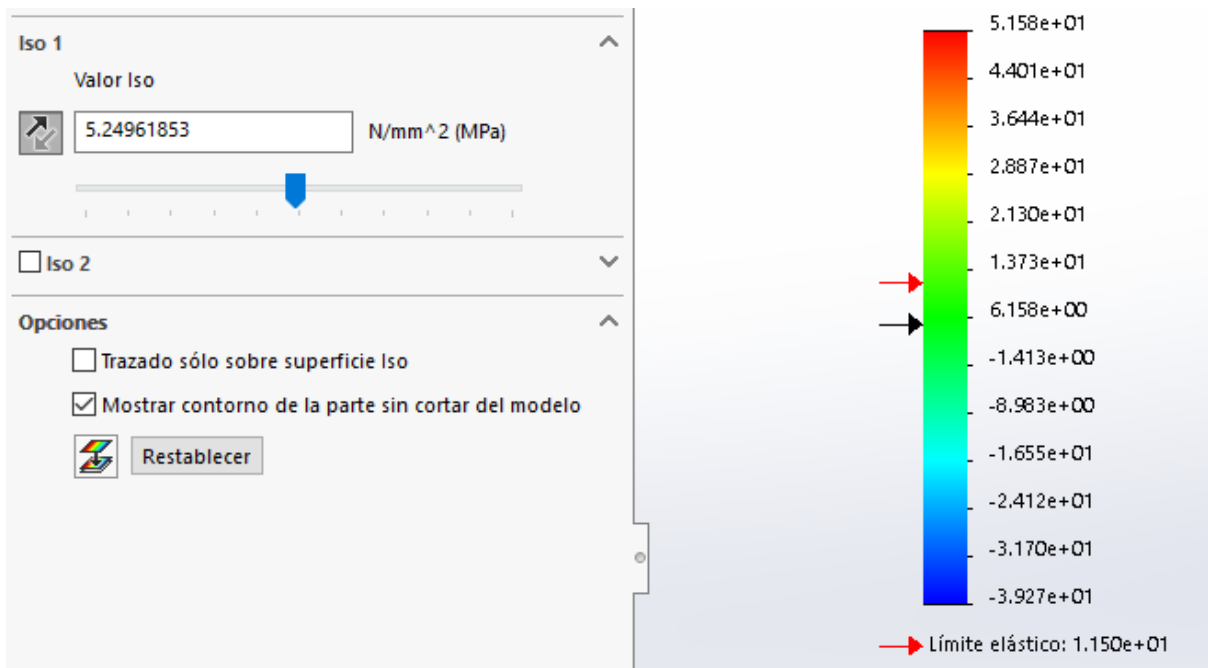 Iso 1
Valor Iso
5.24961853 N/mm^2 (MPa)
Iso 2
Opciones
Trazado sólo sobre superficie Iso
Mostrar contorno de la parte sin cortar del modelo
Restablecer
5.158e+01
4.401e+01
3.644e+01
2.887e+01
2.130e+01
1.373e+01
6.158e+00
-1.413e+00
-8.983e+00
-1.655e+01
-2.412e+01
-3.170e+01
-3.927e+01
Límite elástico: 1.150e+01